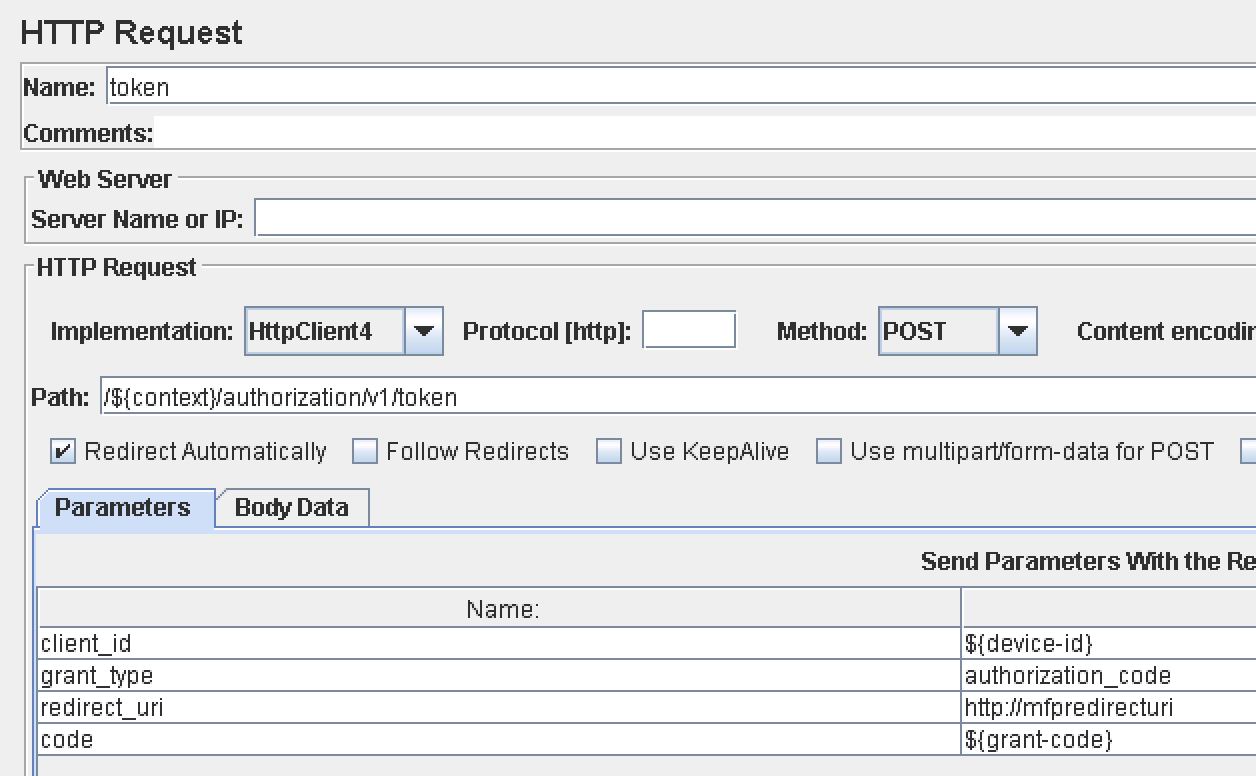 HTTP Request
Name: token
Comments:
Web Server
Server Name or IP:
HTTP Request
Implementation: HttpClient4 Protocol [http]: Method: POST Content encodin
Path: /${context}/authorization/v1/token
Redirect Automatically Follow Redirects Use KeepAlive Use multipart/form-data for POST
Parameters Body Data
Send Parameters With the Re
Name:
client_id ${device-id}
grant_type authorization_code
redirect_uri http://mfpredirecturi
code ${grant-code}